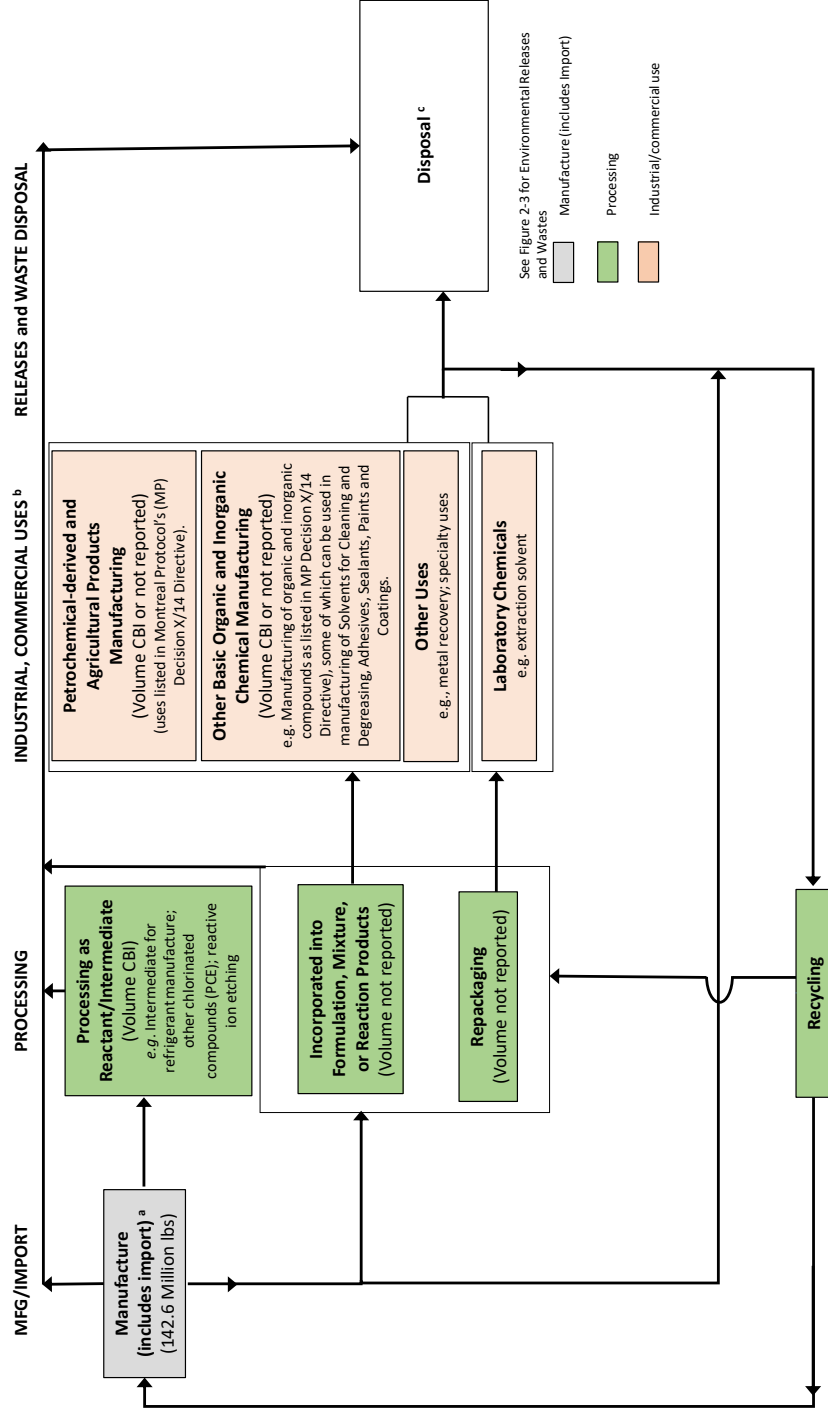 MFG/IMPORT
PROCESSING
INDUSTRIAL, COMMERCIAL USES b
RELEASES and WASTE DISPOSAL
Manufacture
(includes import) a
(142.6 Million lbs)
Processing as
Reactant/Intermediate
(Volume CBI)
e.g. Intermediate for
refrigerant manufacture;
other chlorinated
compounds (PCE); reactive
ion etching
Incorporated into
Formulation, Mixture,
or Reaction Products
(Volume not reported)
Repackaging
(Volume not reported)
Recycling
Petrochemical-derived and
Agricultural Products
Manufacturing
(Volume CBI or not reported)
(uses listed in Montreal Protocol's (MP)
Decision X/14 Directive).
Other Basic Organic and Inorganic
Chemical Manufacturing
(Volume CBI or not reported)
e.g. Manufacturing of organic and inorganic
compounds as listed in MP Decision X/14
Directive), some of which can be used in
manufacturing of Solvents for Cleaning and
Degreasing, Adhesives, Sealants, Paints and
Coatings.
Other Uses
e.g., metal recovery; specialty uses
Laboratory Chemicals
e.g. extraction solvent
Disposal c
See Figure 2-3 for Environmental Releases
and Wastes
Manufacture (includes Import)
Processing
Industrial/commercial use